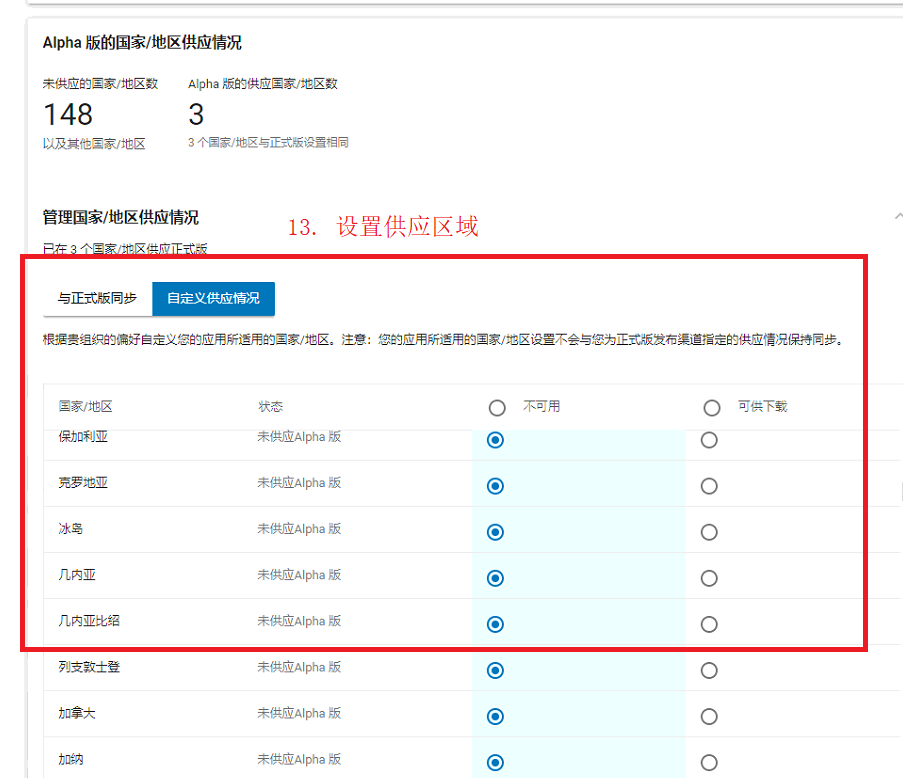 Alpha 版的国家/地区供应情况
未供应的国家/地区数 Alpha 版的供应国家/地区数
148 3
以及其他国家/地区 3 个国家/地区与正式版设置相同
管理国家/地区供应情况
13. 设置供应区域
已在 3 个国家/地区供应正式版
与正式版同步 自定义供应情况
根据贵组织的偏好自定义您的应用所适用的国家/地区。注意：您的应用所适用的国家/地区设置不会与您为正式版发布渠道指定的供应情况保持同步。
国家/地区 状态 不可用 可供下载
保加利亚 未供应Alpha 版
克罗地亚 未供应Alpha 版
冰岛 未供应Alpha 版
几内亚 未供应Alpha 版
几内亚比绍 未供应Alpha 版
列支敦士登 未供应Alpha 版
加拿大 未供应Alpha 版
加纳 未供应Alpha 版